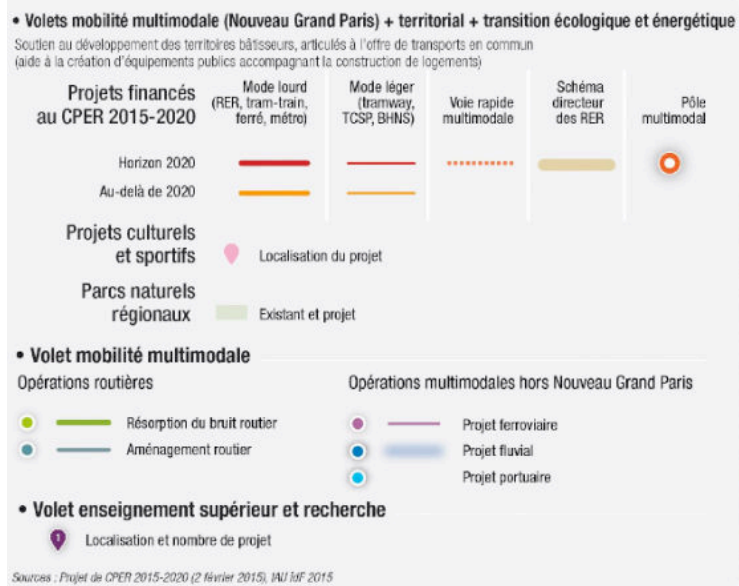 • Volets mobilité multimodale (Nouveau Grand Paris) + territorial + transition écologique et énergétique
Soutien au développement des territoires bâtisseurs, articulés à l'offre de transports en commun
(aide à la création d'équipements publics accompagnant la construction de logements)
Projets financés
au CPER 2015-2020
Mode lourd
(RER, tram-train,
ferré, métro)
Mode léger
(tramway,
TCSP, BHNS)
Voie rapide
multimodale
Schéma
directeur
des RER
Pôle
multimodal
Horizon 2020
Au-delà de 2020
Projets culturels
et sportifs
Localisation du projet
Parcs naturels
régionaux
Existant et projet
• Volet mobilité multimodale
Opérations routières
Opérations multimodales hors Nouveau Grand Paris
Résorption du bruit routier
Aménagement routier
Projet ferroviaire
Projet fluvial
Projet portuaire
• Volet enseignement supérieur et recherche
1
Localisation et nombre de projet
Sources : Projet de CPER 2015-2020 (2 février 2015), IAU îdF 2015